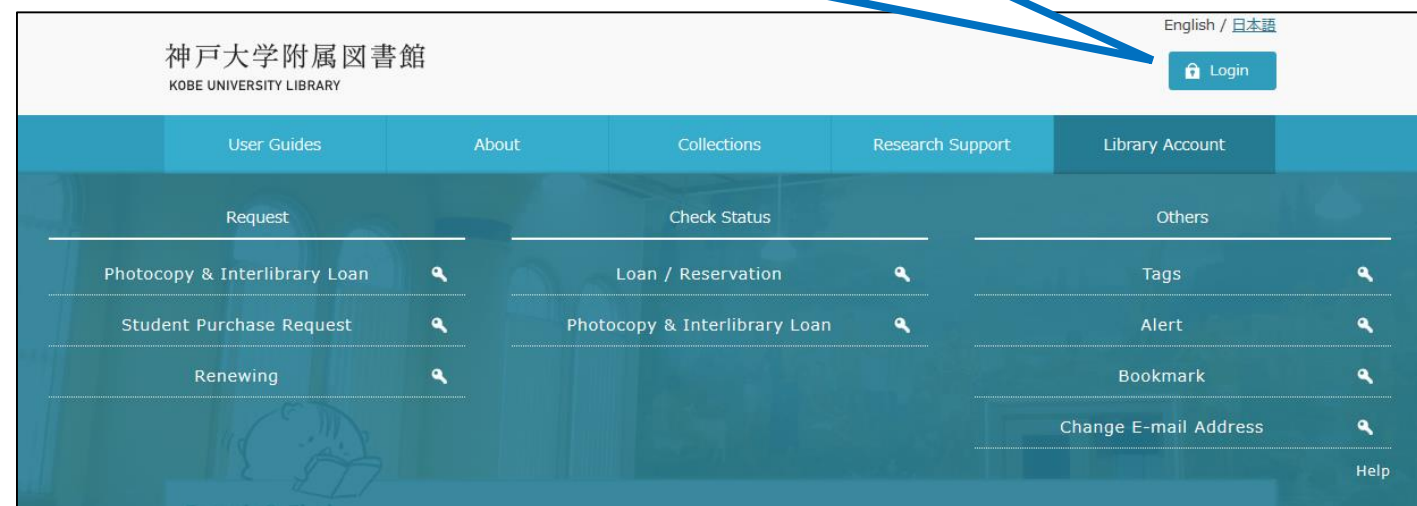 English / 日本語
神戸大学附属図書館
KOBE UNIVERSITY LIBRARY
Login
User Guides About Collections Research Support Library Account
Request Check Status Others
Photocopy & Interlibrary Loan Loan / Reservation Tags
Student Purchase Request Photocopy & Interlibrary Loan Alert
Renewing Bookmark
Change E-mail Address
Help